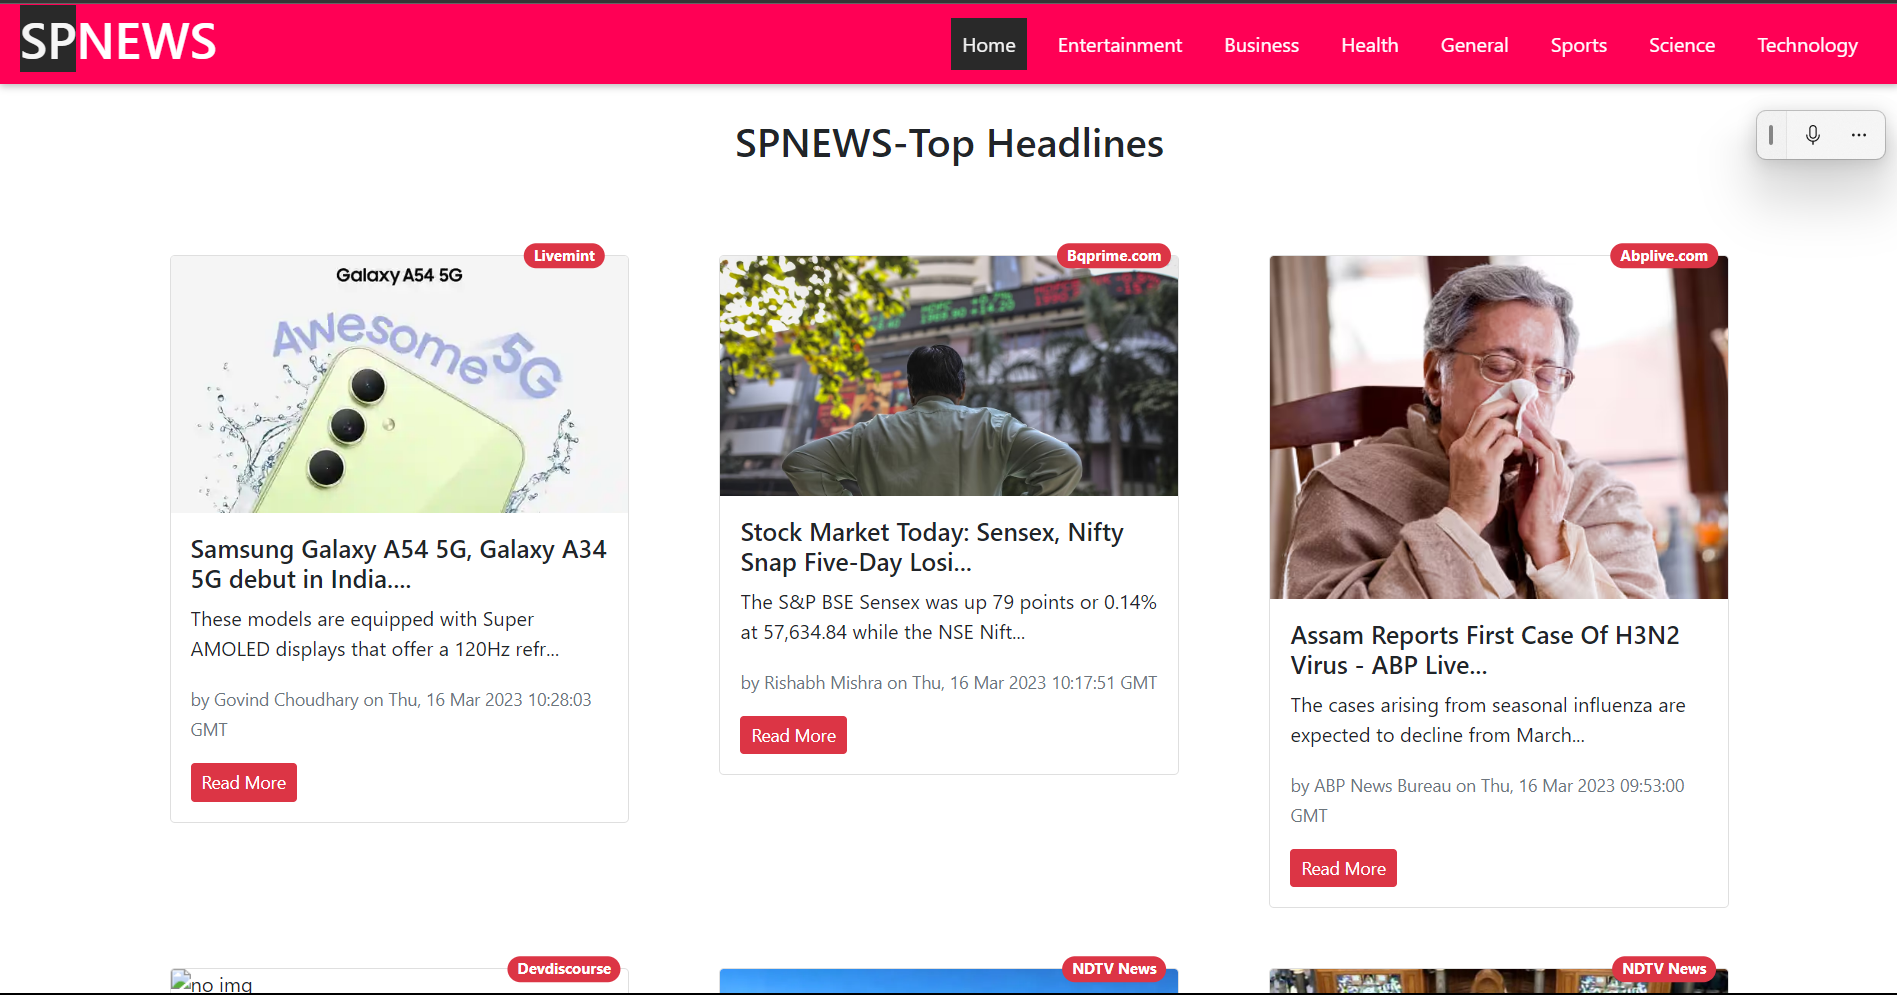 SPNEWS
Home Entertainment Business Health General Sports Science Technology
SPNEWS-Top Headlines
Livemint
Galaxy A54 5G
Awesome 5G
Samsung Galaxy A54 5G, Galaxy A34
5G debut in India....
These models are equipped with Super
AMOLED displays that offer a 120Hz refr...
by Govind Choudhary on Thu, 16 Mar 2023 10:28:03
GMT
Read More
Bqprime.com
Stock Market Today: Sensex, Nifty
Snap Five-Day Losi...
The S&P BSE Sensex was up 79 points or 0.14%
at 57,634.84 while the NSE Nift...
by Rishabh Mishra on Thu, 16 Mar 2023 10:17:51 GMT
Read More
Abplive.com
Assam Reports First Case Of H3N2
Virus - ABP Live...
The cases arising from seasonal influenza are
expected to decline from March...
by ABP News Bureau on Thu, 16 Mar 2023 09:53:00
GMT
Read More
Devdiscourse
no img
NDTV News
NDTV News